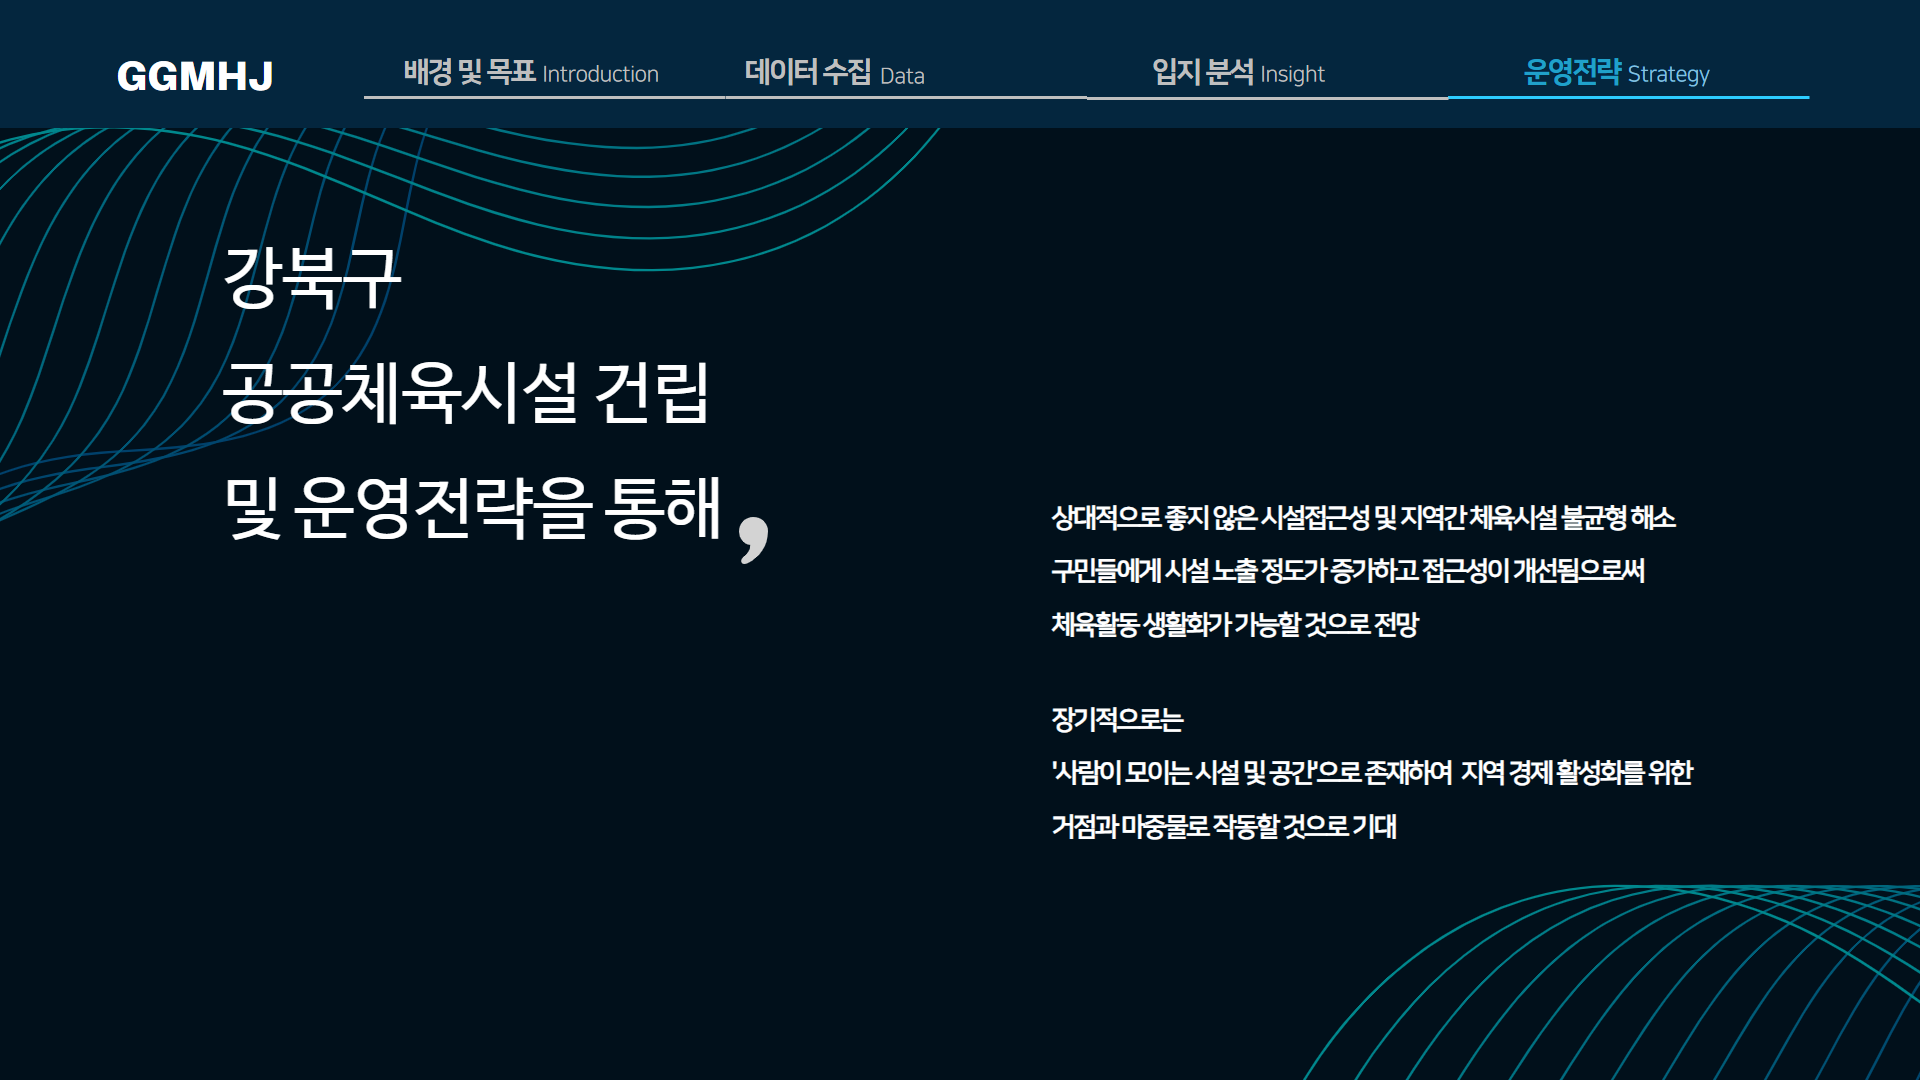 GGMHJ
배경 및 목표 Introduction
데이터 수집 Data
입지 분석 Insight
운영전략 Strategy
강북구
공공체육시설 건립
및 운영전략을 통해,
상대적으로 좋지 않은 시설접근성 및 지역간 체육시설 불균형 해소
구민들에게 시설 노출 정도가 증가하고 접근성이 개선됨으로써
체육활동 생활화가 가능할 것으로 전망
장기적으로는
'사람이 모이는 시설 및 공간'으로 존재하여 지역 경제 활성화를 위한
거점과 마중물로 작동할 것으로 기대